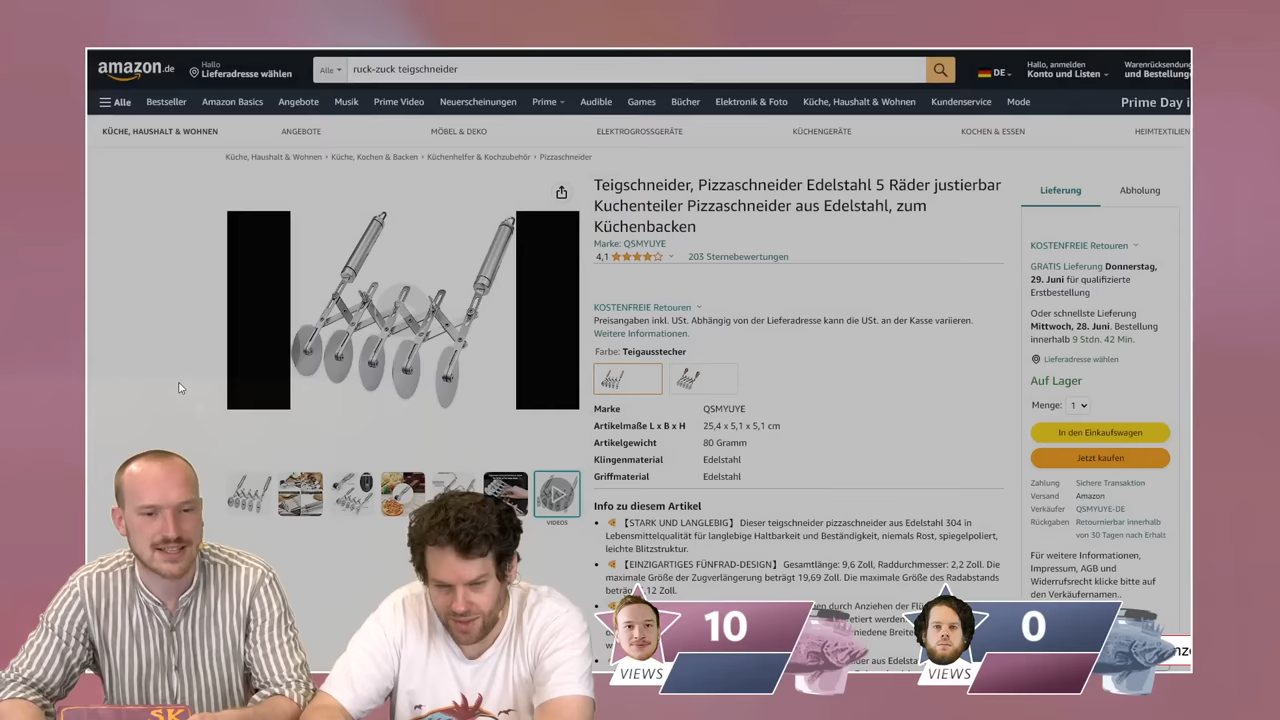 amazon.de
Hallo
Lieferadresse wählen
Alle
ruck-zuck teigschneider
DE
Hallo, anmelden
Konto und Listen
Warenrücksendung
und Bestellung
Alle
Bestseller
Amazon Basics
Angebote
Musik
Prime Video
Neuerscheinungen
Prime
Audible
Games
Bücher
Elektronik & Foto
Küche, Haushalt & Wohnen
Kundenservice
Mode
Prime Day i
KÜCHE, HAUSHALT & WOHNEN
ANGEBOTE
MÖBEL & DEKO
ELEKTROGROSSGERÄTE
KÜCHENGERÄTE
KOCHEN & ESSEN
HEIMTEXTILIEN
Küche, Haushalt & Wohnen › Küche, Kochen & Backen › Küchenhelfer & Kochzubehör › Pizzaschneider
Teigschneider, Pizzaschneider Edelstahl 5 Räder justierbar
Kuchenteiler Pizzaschneider aus Edelstahl, zum
Küchenbacken
Marke: QSMYUYE
4,1
203 Sternebewertungen
KOSTENFREIE Retouren
Preisangaben inkl. USt. Abhängig von der Lieferadresse kann die USt. an der Kasse variieren.
Weitere Informationen.
Farbe: Teigausstecher
Marke QSMYUYE
Artikelmaße L x B x H 25,4 x 5,1 x 5,1 cm
Artikelgewicht 80 Gramm
Klingenmaterial Edelstahl
Griffmaterial Edelstahl
VIDEOS
Info zu diesem Artikel
【STARK UND LANGLEBIG】 Dieser teigschneider pizzaschneider aus Edelstahl 304 in
Lebensmittelqualität für langlebige Haltbarkeit und Beständigkeit, niemals Rost, spiegelpoliert,
leichte Blitzstruktur.
【EINZIGARTIGES FÜNFRAD-DESIGN】 Gesamtlänge: 9,6 Zoll, Raddurchmesser: 2,2 Zoll. Die
maximale Größe der Zugverlängerung beträgt 19,69 Zoll. Die maximale Größe des Radabstands
12 Zoll.
durch Anziehen der
Lieferung
Abholung
KOSTENFREIE Retouren
GRATIS Lieferung Donnerstag,
29. Juni für qualifizierte
Erstbestellung
Oder schnellste Lieferung
Mittwoch, 28. Juni. Bestellung
innerhalb 9 Stdn. 42 Min.
Lieferadresse wählen
Auf Lager
Menge: 1
In den Einkaufswagen
Jetzt kaufen
Zahlung Sichere Transaktion
Versand Amazon
Verkäufer QSMYUYE-DE
Rückgaben Retournierbar innerhalb
von 30 Tagen nach Erhalt
Für weitere Informationen,
Impressum, AGB und
Widerrufsrecht klicke bitte auf
den Verkäufernamen..
10
VIEWS
0
VIEWS
SK